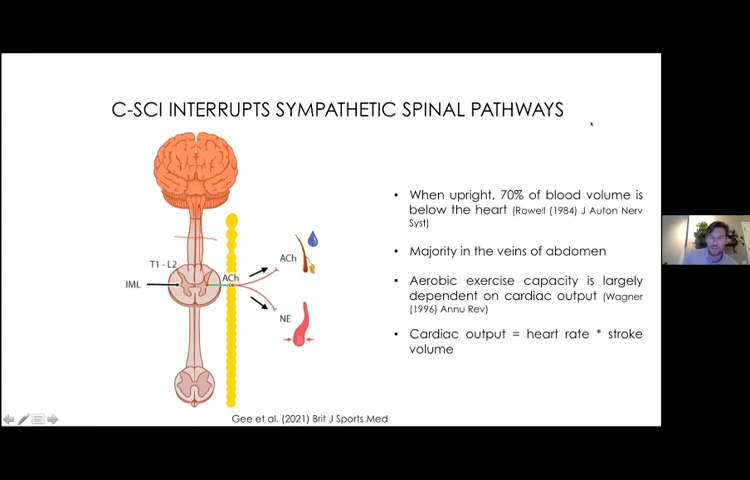 C-SCI INTERRUPTS SYMPATHETIC SPINAL PATHWAYS
T1 - L2
IML
ACh
ACh
NE
• When upright, 70% of blood volume is
below the heart (Rowell (1984) J Auton Nerv
Syst)
• Majority in the veins of abdomen
• Aerobic exercise capacity is largely
dependent on cardiac output (Wagner
(1996) Annu Rev)
• Cardiac output = heart rate * stroke
volume
Gee et al. (2021) Brit J Sports Med